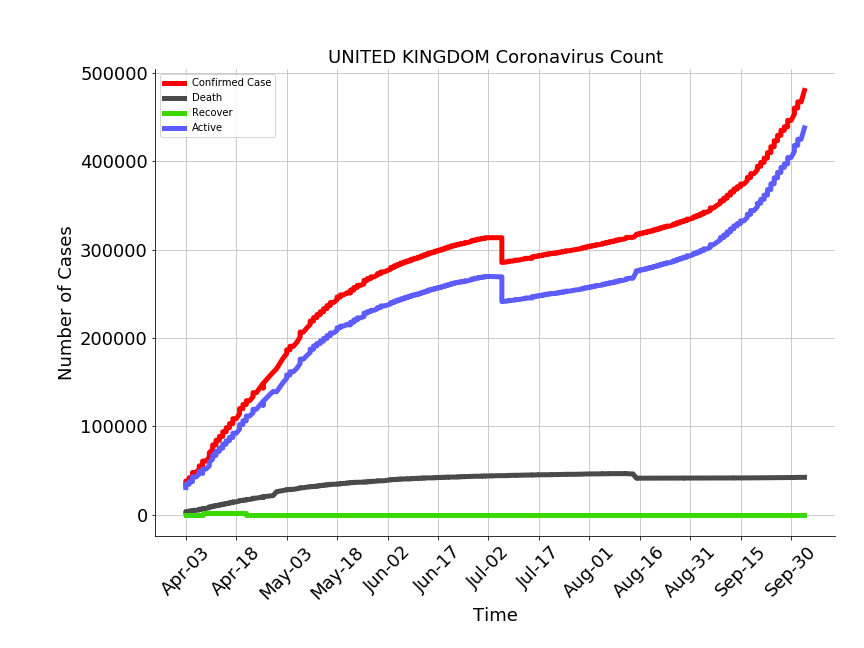 UNITED KINGDOM Coronavirus Count
Confirmed Case
Death
Recover
Active
Number of Cases
500000
400000
300000
200000
100000
0
Apr-03
Apr-18
May-03
May-18
Jun-02
Jun-17
Jul-02
Jul-17
Aug-01
Aug-16
Aug-31
Sep-15
Sep-30
Time